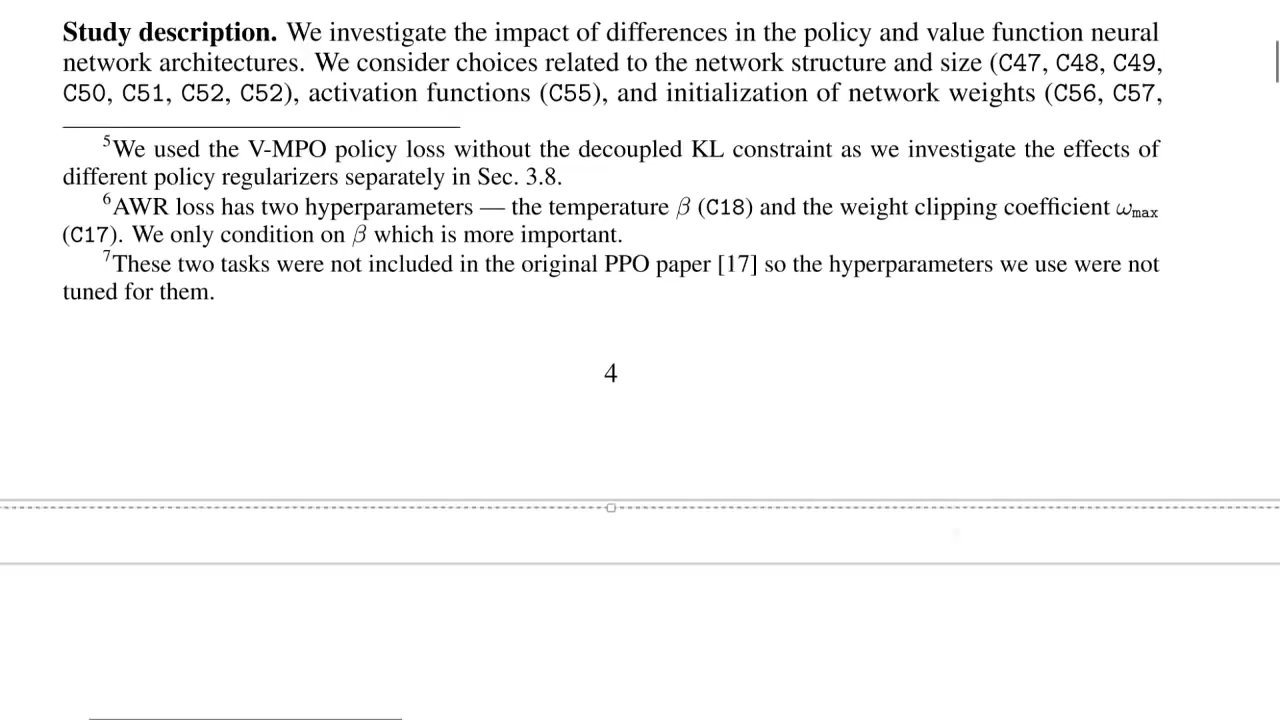 Study description. We investigate the impact of differences in the policy and value function neural
network architectures. We consider choices related to the network structure and size (C47, C48, C49,
C50, C51, C52, C52), activation functions (C55), and initialization of network weights (C56, C57,
⁵We used the V-MPO policy loss without the decoupled KL constraint as we investigate the effects of
different policy regularizers separately in Sec. 3.8.
⁶AWR loss has two hyperparameters — the temperature β (C18) and the weight clipping coefficient ωmax
(C17). We only condition on β which is more important.
⁷These two tasks were not included in the original PPO paper [17] so the hyperparameters we use were not
tuned for them.
4